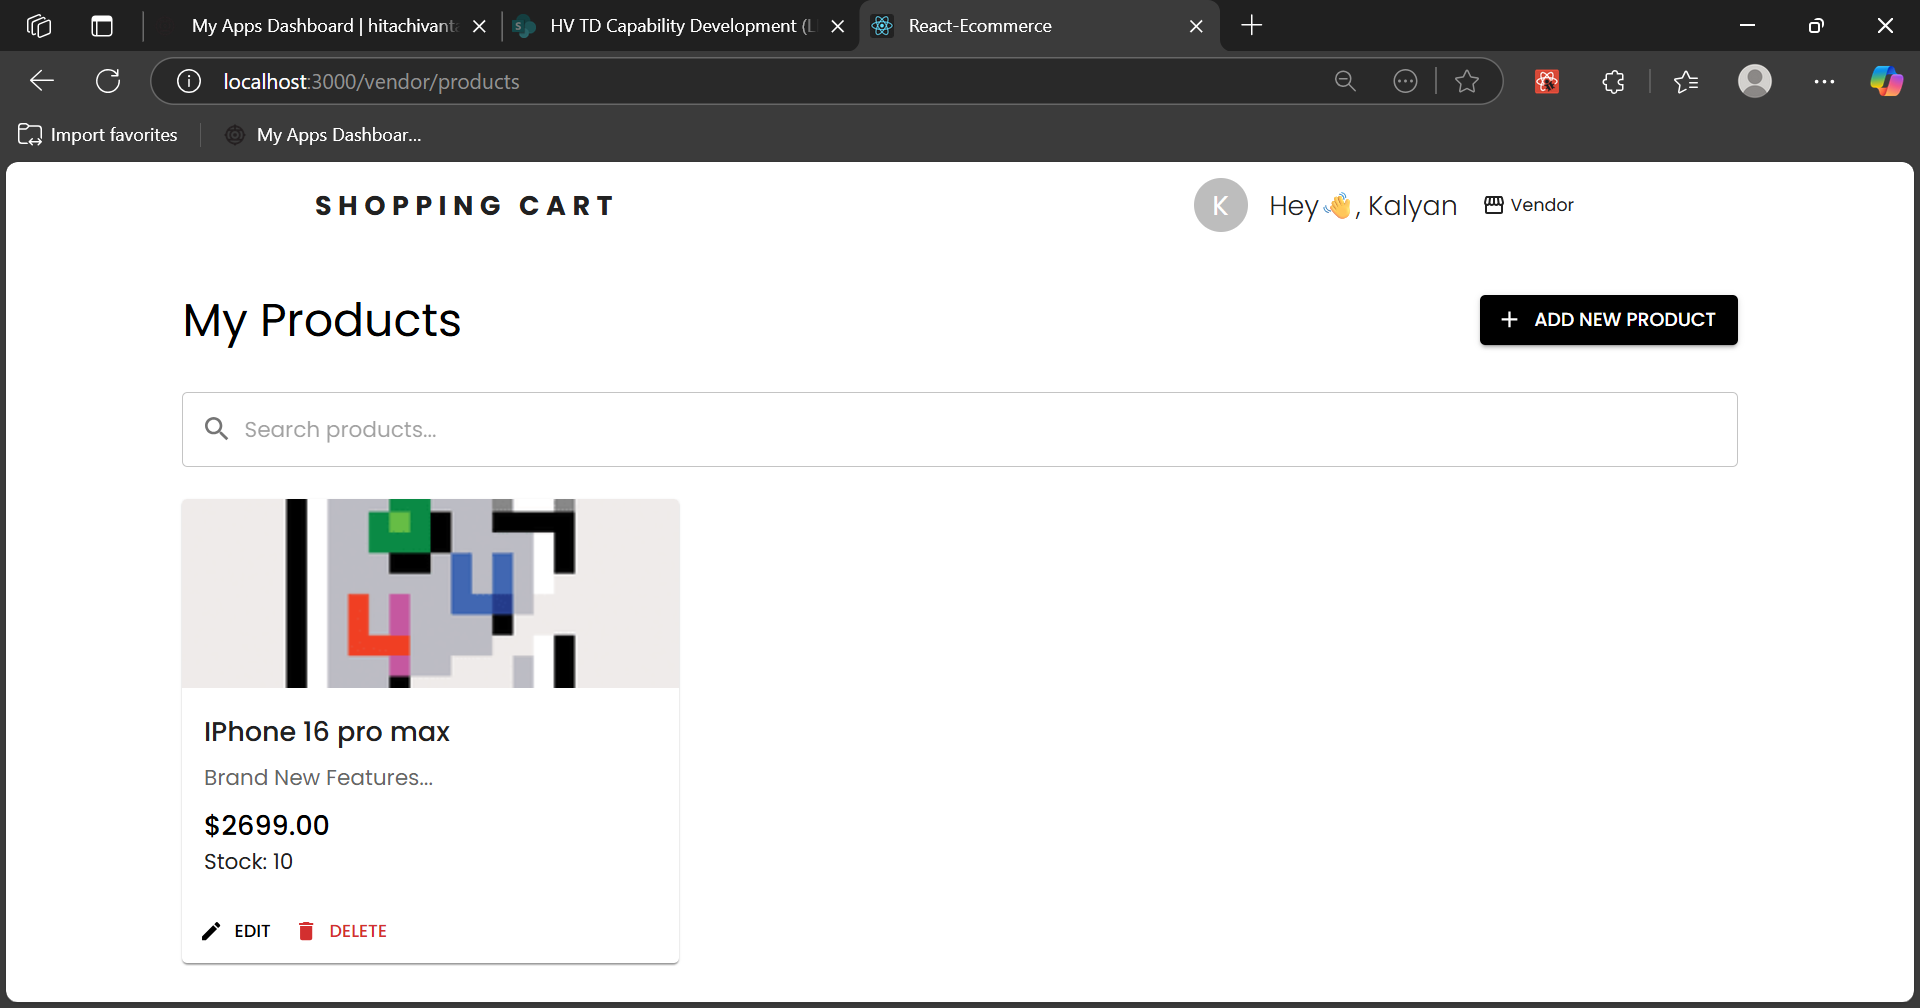 My Apps Dashboard | hitachivanta
HV TD Capability Development (L
React-Ecommerce
localhost:3000/vendor/products
Import favorites
My Apps Dashboar...
SHOPPING CART
K
Hey👋, Kalyan
Vendor
My Products
+ ADD NEW PRODUCT
Search products...
IPhone 16 pro max
Brand New Features...
$2699.00
Stock: 10
EDIT
DELETE